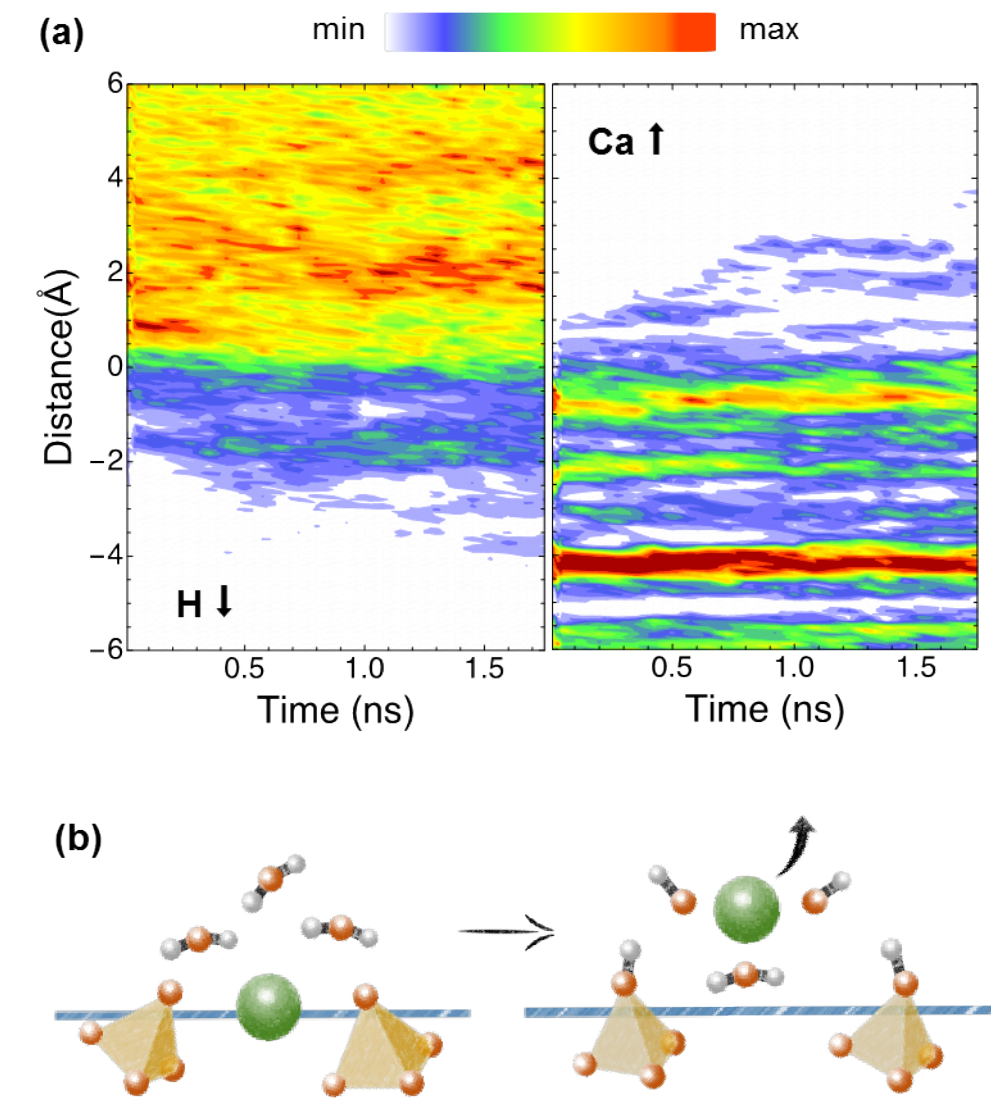 (a) min max
6 4 2 0 −2 −4 −6
Distance(Å)
Ca ↑
H ↓
0.5 1.0 1.5 0.5 1.0 1.5
Time (ns) Time (ns)
(b)